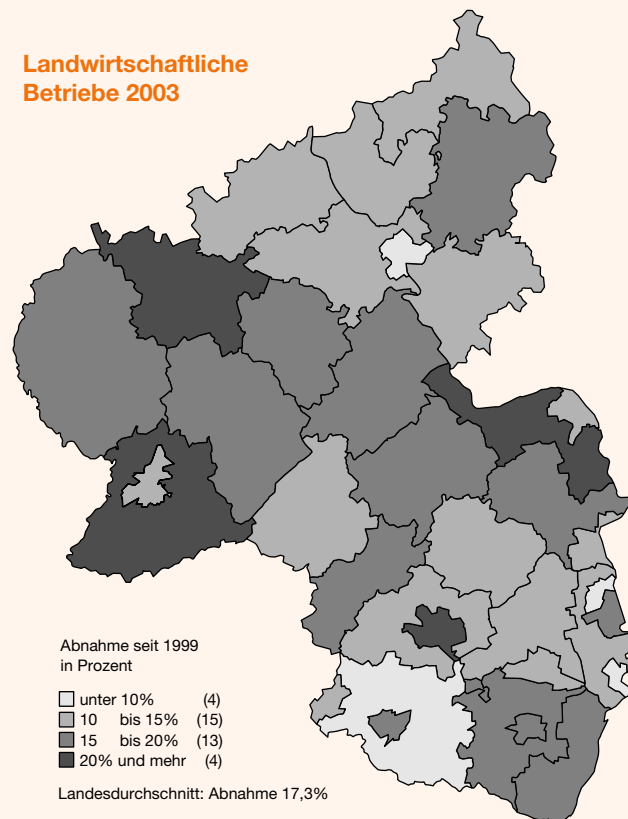 Landwirtschaftliche
Betriebe 2003
Abnahme seit 1999
in Prozent
unter 10% (4)
10 bis 15% (15)
15 bis 20% (13)
20% und mehr (4)
Landesdurchschnitt: Abnahme 17,3%